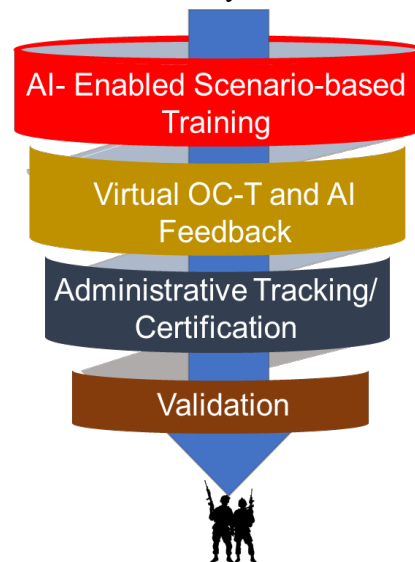 AI- Enabled Scenario-based
Training
Virtual OC-T and AI
Feedback
Administrative Tracking/
Certification
Validation